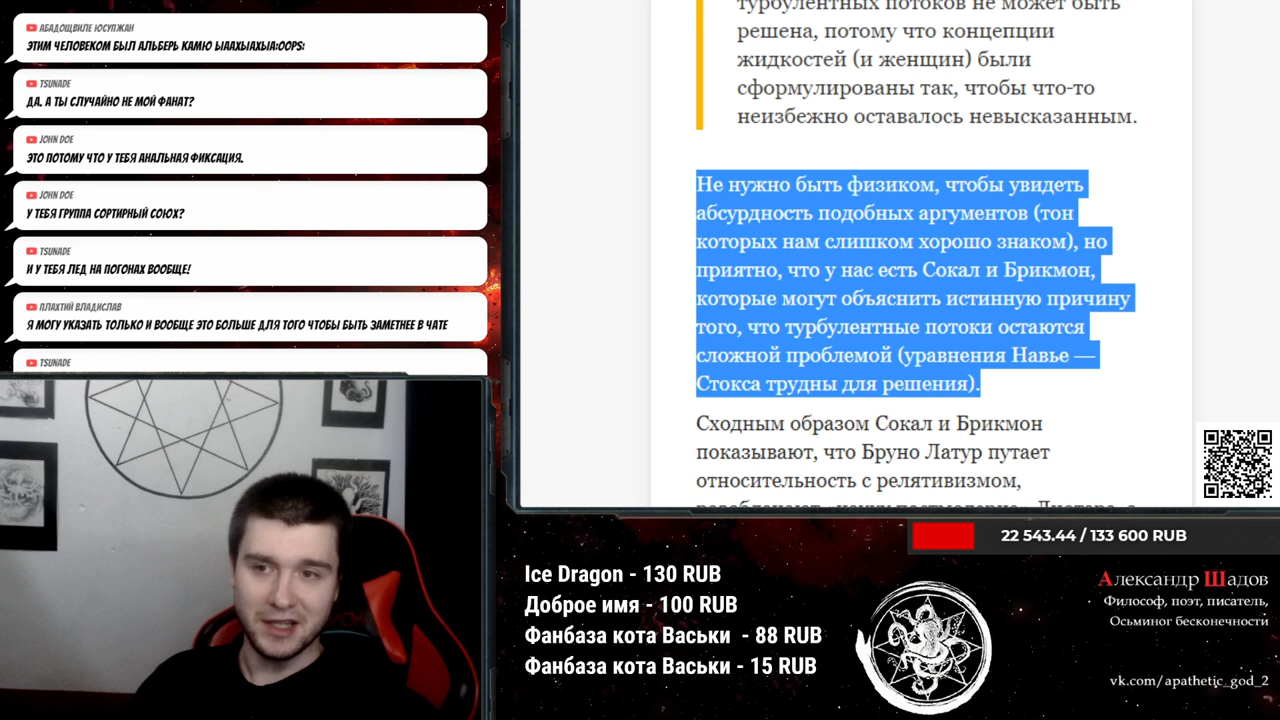 АБАДОЩВИЛЕ ЮСУПЖАН
ЭТИМ ЧЕЛОВЕКОМ БЫЛ АЛЬБЕРЬ КАМЮ ЫААХЫАХЫА:OOPS:
TSUNADE
ДА. А ТЫ СЛУЧАЙНО НЕ МОЙ ФАНАТ?
JOHN DOE
ЭТО ПОТОМУ ЧТО У ТЕБЯ АНАЛЬНАЯ ФИКСАЦИЯ.
JOHN DOE
У ТЕБЯ ГРУППА СОРТИРНЫЙ СОЮХ?
TSUNADE
И У ТЕБЯ ЛЕД НА ПОГОНАХ ВООБЩЕ!
ПЛАХТИЙ ВЛАДИСЛАВ
Я МОГУ УКАЗАТЬ ТОЛЬКО И ВООБЩЕ ЭТО БОЛЬШЕ ДЛЯ ТОГО ЧТОБЫ БЫТЬ ЗАМЕТНЕЕ В ЧАТЕ
TSUNADE
турбулентных потоков не может быть
решена, потому что концепции
жидкостей (и женщин) были
сформулированы так, чтобы что-то
неизбежно оставалось невысказанным.
Не нужно быть физиком, чтобы увидеть
абсурдность подобных аргументов (тон
которых нам слишком хорошо знаком), но
приятно, что у нас есть Сокал и Брикмон,
которые могут объяснить истинную причину
того, что турбулентные потоки остаются
сложной проблемой (уравнения Навье —
Стокса трудны для решения).
Сходным образом Сокал и Брикмон
показывают, что Бруно Латур путает
относительность с релятивизмом,
22 543.44 / 133 600 RUB
Ice Dragon - 130 RUB
Доброе имя - 100 RUB
Фанбаза кота Васьки - 88 RUB
Фанбаза кота Васьки - 15 RUB
Александр Шадов
Философ, поэт, писатель,
Осьминог бесконечности
vk.com/apathetic_god_2